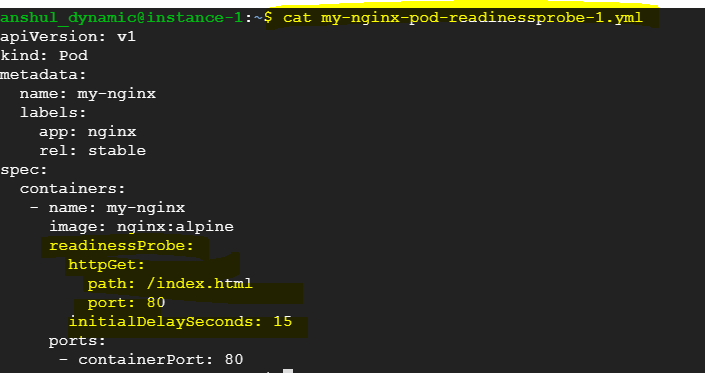 anshul_dynamic@instance-1:~$ cat my-nginx-pod-readinessprobe-1.yml
apiVersion: v1
kind: Pod
metadata:
  name: my-nginx
  labels:
    app: nginx
    rel: stable
spec:
  containers:
   - name: my-nginx
     image: nginx:alpine
     readinessProbe:
       httpGet:
         path: /index.html
         port: 80
       initialDelaySeconds: 15
     ports:
      - containerPort: 80